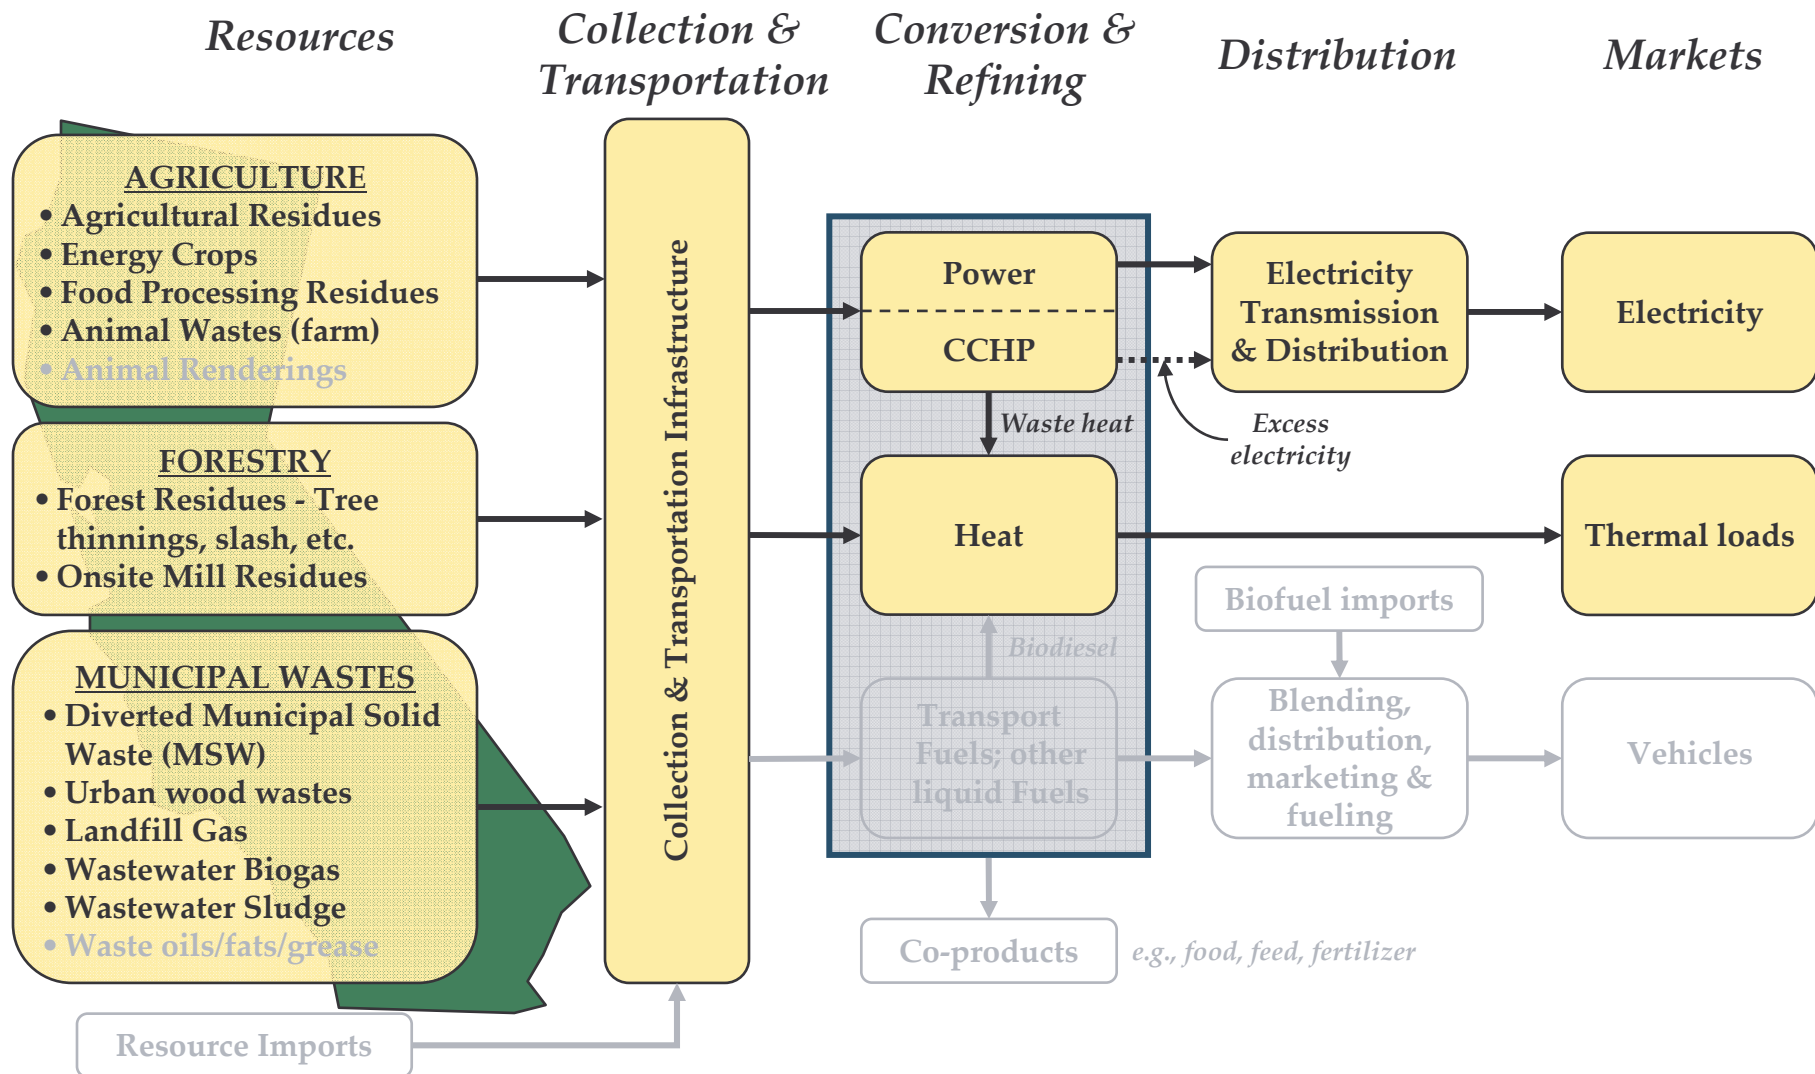 Resources
Collection &
Transportation
Conversion &
Refining
Distribution
Markets
AGRICULTURE
• Agricultural Residues
• Energy Crops
• Food Processing Residues
• Animal Wastes (farm)
• Animal Renderings
FORESTRY
• Forest Residues - Tree
thinnings, slash, etc.
• Onsite Mill Residues
MUNICIPAL WASTES
• Diverted Municipal Solid
Waste (MSW)
• Urban wood wastes
• Landfill Gas
• Wastewater Biogas
• Wastewater Sludge
• Waste oils/fats/grease
Resource Imports
Collection & Transportation Infrastructure
Power
CCHP
Waste heat
Heat
Biodiesel
Transport
Fuels; other
liquid Fuels
Co-products
e.g., food, feed, fertilizer
Electricity
Transmission
& Distribution
Excess
electricity
Biofuel imports
Blending,
distribution,
marketing &
fueling
Electricity
Thermal loads
Vehicles